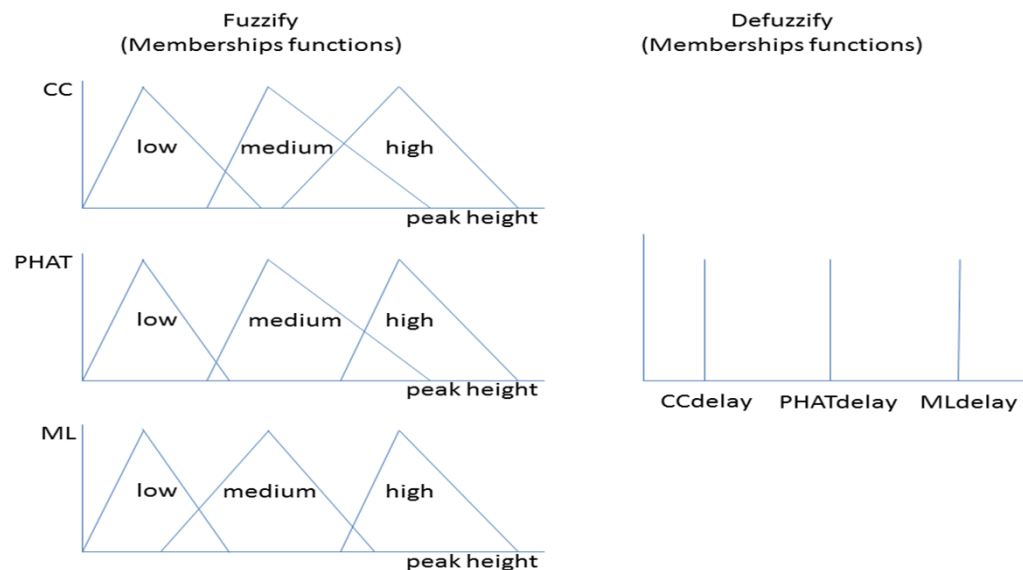 Fuzzify
(Memberships functions)
Defuzzify
(Memberships functions)
CC
low
medium
high
peak height
PHAT
low
medium
high
peak height
ML
low
medium
high
peak height
CCdelay
PHATdelay
MLdelay